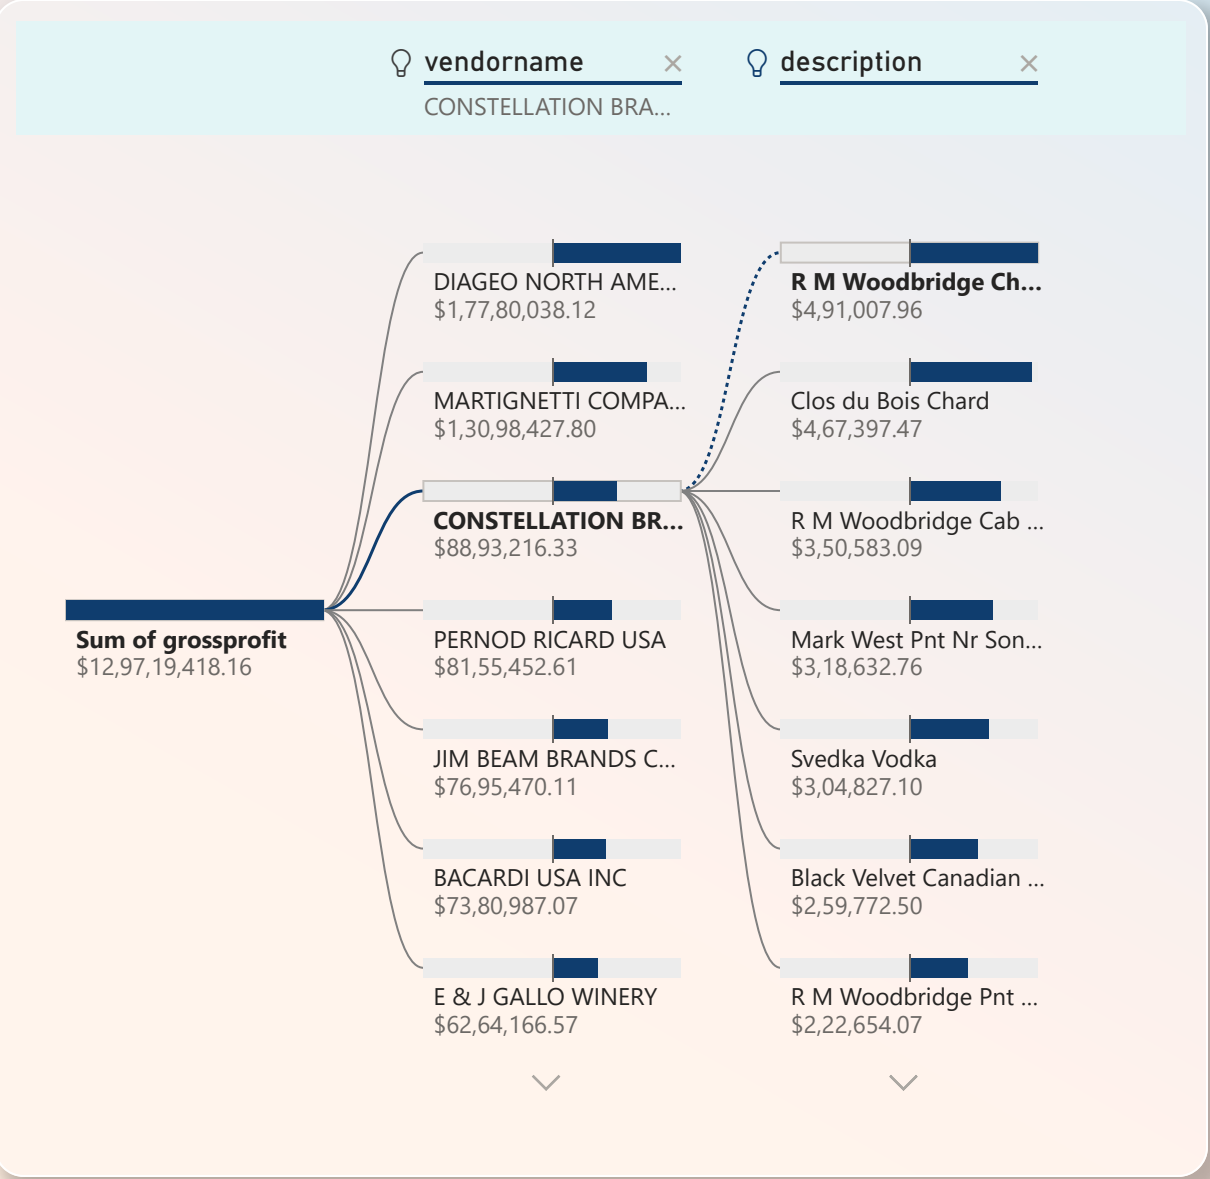 vendorname
CONSTELLATION BRA...
description
Sum of grossprofit
$12,97,19,418.16
DIAGEO NORTH AME...
$1,77,80,038.12
MARTIGNETTI COMPA...
$1,30,98,427.80
CONSTELLATION BR...
$88,93,216.33
PERNOD RICARD USA
$81,55,452.61
JIM BEAM BRANDS C...
$76,95,470.11
BACARDI USA INC
$73,80,987.07
E & J GALLO WINERY
$62,64,166.57
R M Woodbridge Ch...
$4,91,007.96
Clos du Bois Chard
$4,67,397.47
R M Woodbridge Cab ...
$3,50,583.09
Mark West Pnt Nr Son...
$3,18,632.76
Svedka Vodka
$3,04,827.10
Black Velvet Canadian ...
$2,59,772.50
R M Woodbridge Pnt ...
$2,22,654.07